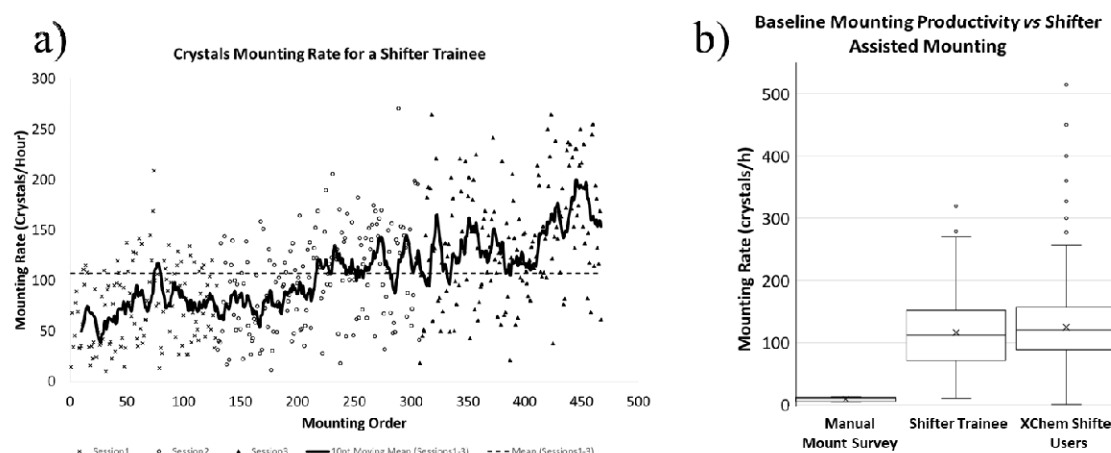 a)
Crystals Mounting Rate for a Shifter Trainee
Mounting Rate (Crystals/Hour)
300
250
200
150
100
50
0
0 50 100 150 200 250 300 350 400 450 500
Mounting Order
Session1 Session2 Session3 10pt Moving Mean (Sessions1-3) Mean (Sessions1-3)
b)
Baseline Mounting Productivity vs Shifter
Assisted Mounting
Mounting Rate (crystals/h)
500
400
300
200
100
0
Manual
Mount Survey
Shifter Trainee
XChem Shifte
Users